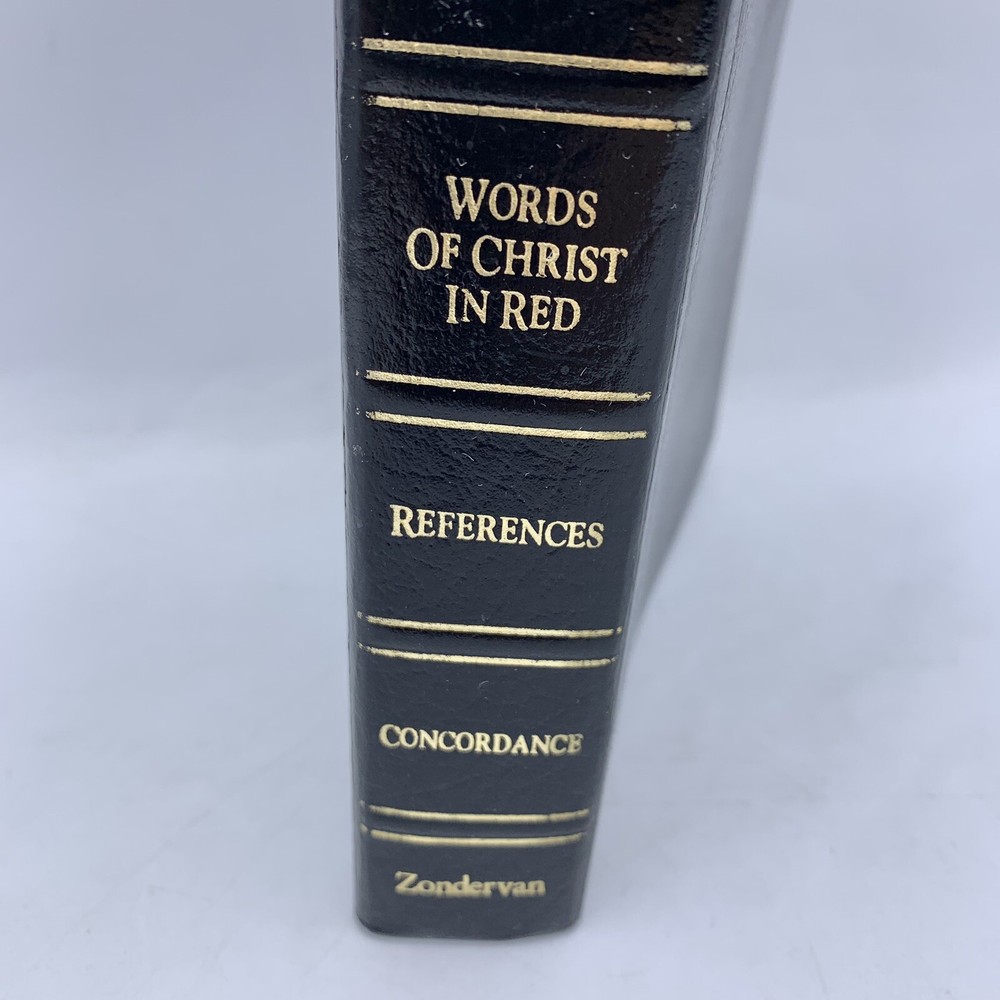 WORDS
OF CHRIST
IN RED
REFERENCES
CONCORDANCE
Zondervan